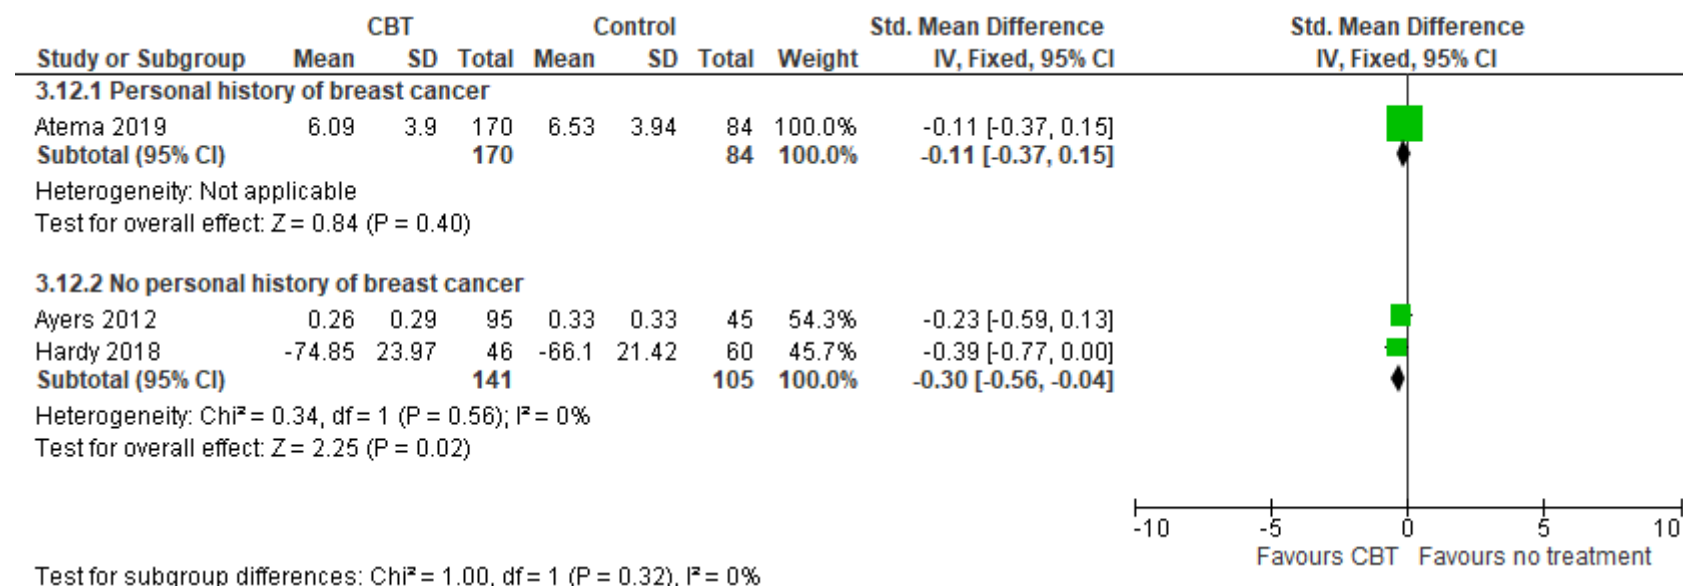 CBT Control Std. Mean Difference Std. Mean Difference
Study or Subgroup Mean SD Total Mean SD Total Weight IV, Fixed, 95% CI IV, Fixed, 95% CI
3.12.1 Personal history of breast cancer
Atema 2019 6.09 3.9 170 6.53 3.94 84 100.0% -0.11 [-0.37, 0.15]
Subtotal (95% CI) 170 84 100.0% -0.11 [-0.37, 0.15]
Heterogeneity: Not applicable
Test for overall effect: Z = 0.84 (P = 0.40)
3.12.2 No personal history of breast cancer
Ayers 2012 0.26 0.29 95 0.33 0.33 45 54.3% -0.23 [-0.59, 0.13]
Hardy 2018 -74.85 23.97 46 -66.1 21.42 60 45.7% -0.39 [-0.77, 0.00]
Subtotal (95% CI) 141 105 100.0% -0.30 [-0.56, -0.04]
Heterogeneity: Chi² = 0.34, df = 1 (P = 0.56); I² = 0%
Test for overall effect: Z = 2.25 (P = 0.02)
-10 -5 0 5 10
Favours CBT Favours no treatment
Test for subgroup differences: Chi² = 1.00, df = 1 (P = 0.32), I² = 0%